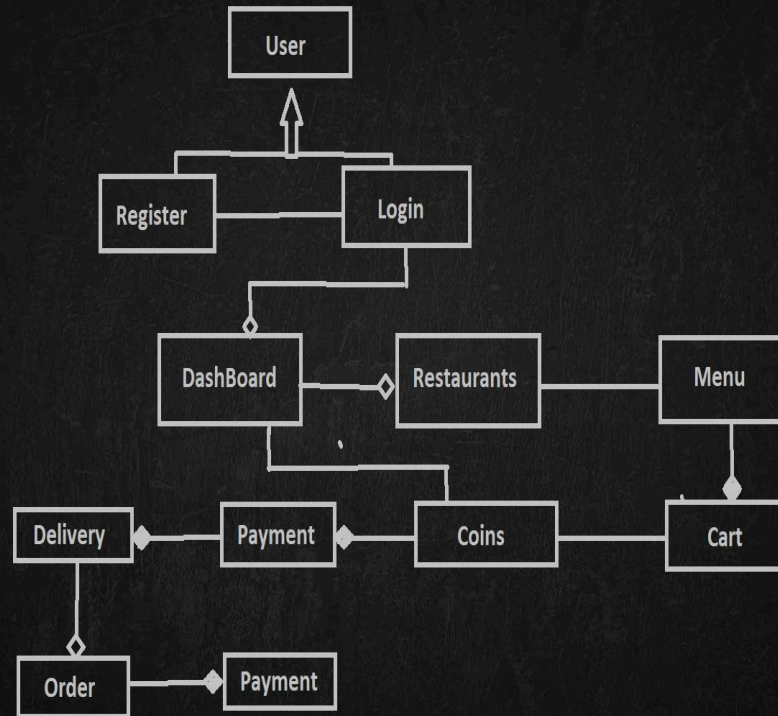 User
Register
Login
DashBoard
Restaurants
Menu
Delivery
Payment
Coins
Cart
Order
Payment